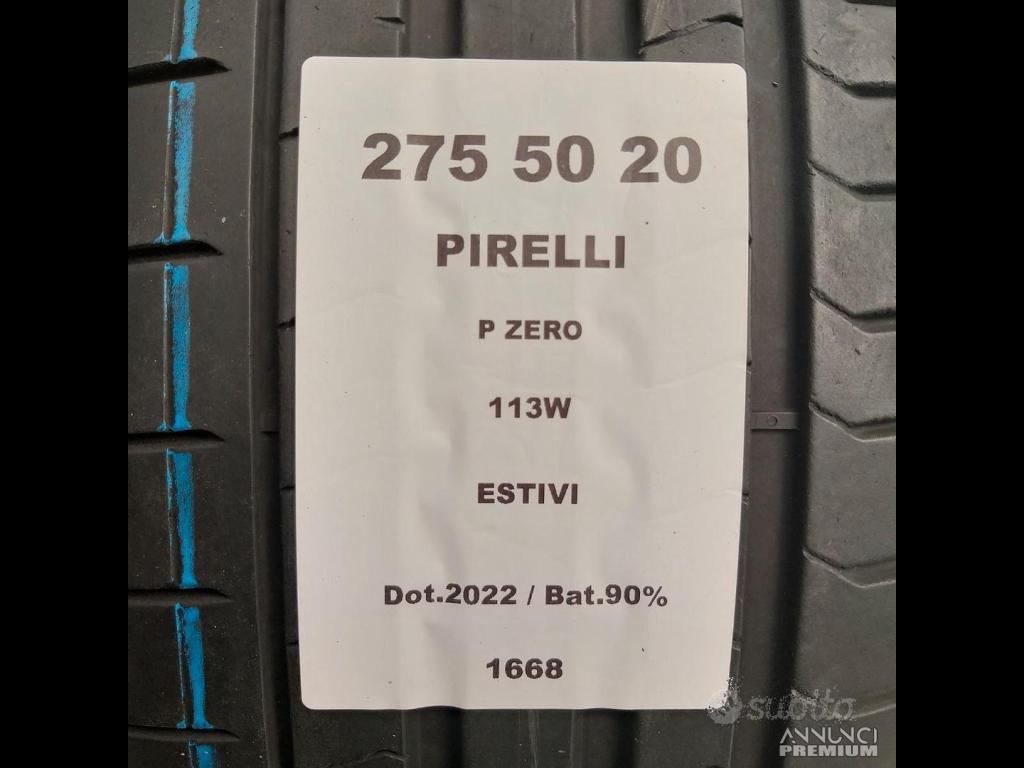 275 50 20
PIRELLI
P ZERO
113W
ESTIVI
Dot.2022 / Bat.90%
1668
subito
ANNUNCI
PREMIUM